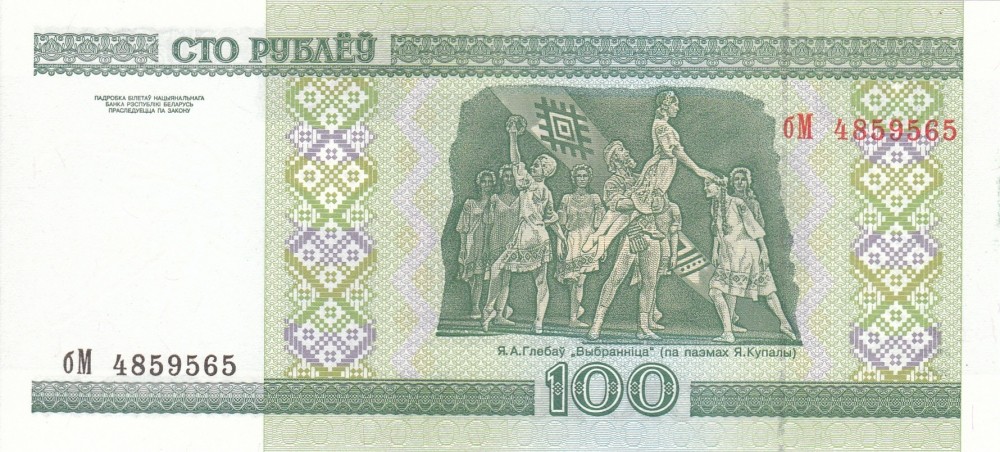 СТО РУБЛЁЎ
ПАДРОБКА БІЛЕТАЎ НАЦЫЯНАЛЬНАГА
БАНКА РЭСПУБЛІКІ БЕЛАРУСЬ
ПРАСЛЕДУЕЦЦА ПА ЗАКОНУ
бМ 4859565
Я.А.Глебаў „Выбранніца“ (па паэмах Я.Купалы)
бМ 4859565
100